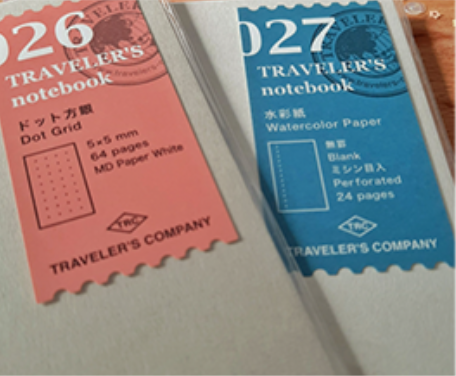 026
TRAVELER'S
notebook
ドット方眼
Dot Grid
5×5 mm
64 pages
MD Paper White
TRC
TRAVELER'S COMPANY
027
TRAVELER'S
notebook
水彩紙
Watercolor Paper
無罫
Blank
ミシン目入
Perforated
24 pages
TRC
TRAVELER'S COMPANY